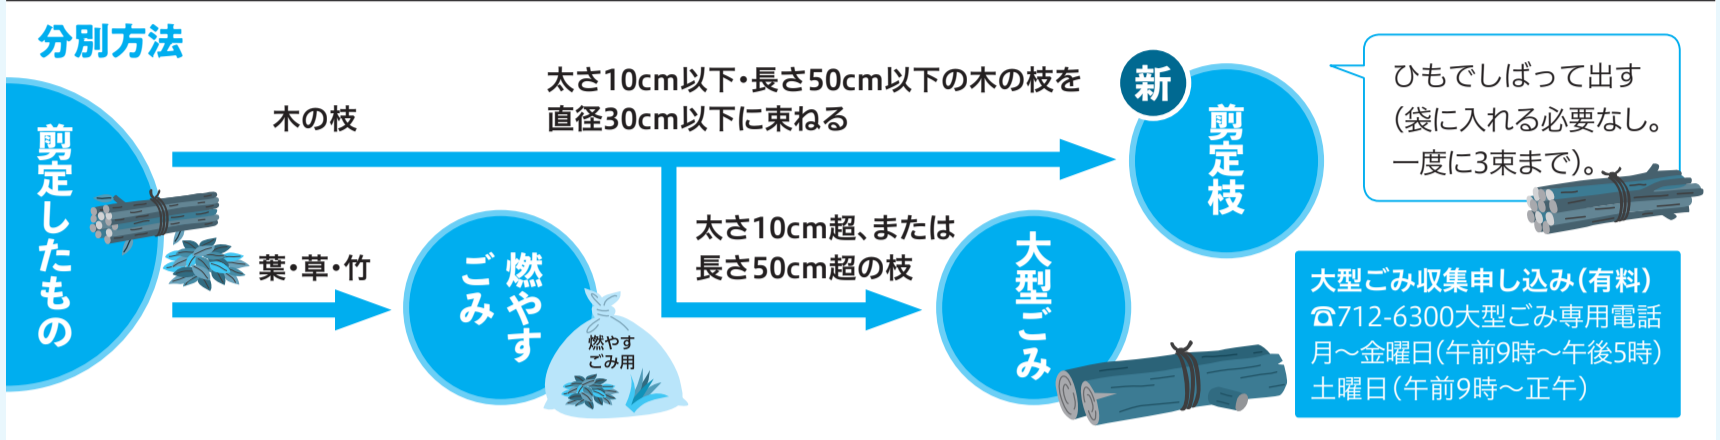 分別方法
剪定したもの
木の枝
太さ10cm以下・長さ50cm以下の木の枝を
直径30cm以下に束ねる
新
剪定枝
ひもでしばって出す
(袋に入れる必要なし。
一度に3束まで)。
葉・草・竹
燃やす
ごみ
燃やす
ごみ用
太さ10cm超、または
長さ50cm超の枝
大型ごみ
大型ごみ収集申し込み(有料)
☎712-6300大型ごみ専用電話
月〜金曜日(午前9時〜午後5時)
土曜日(午前9時〜正午)